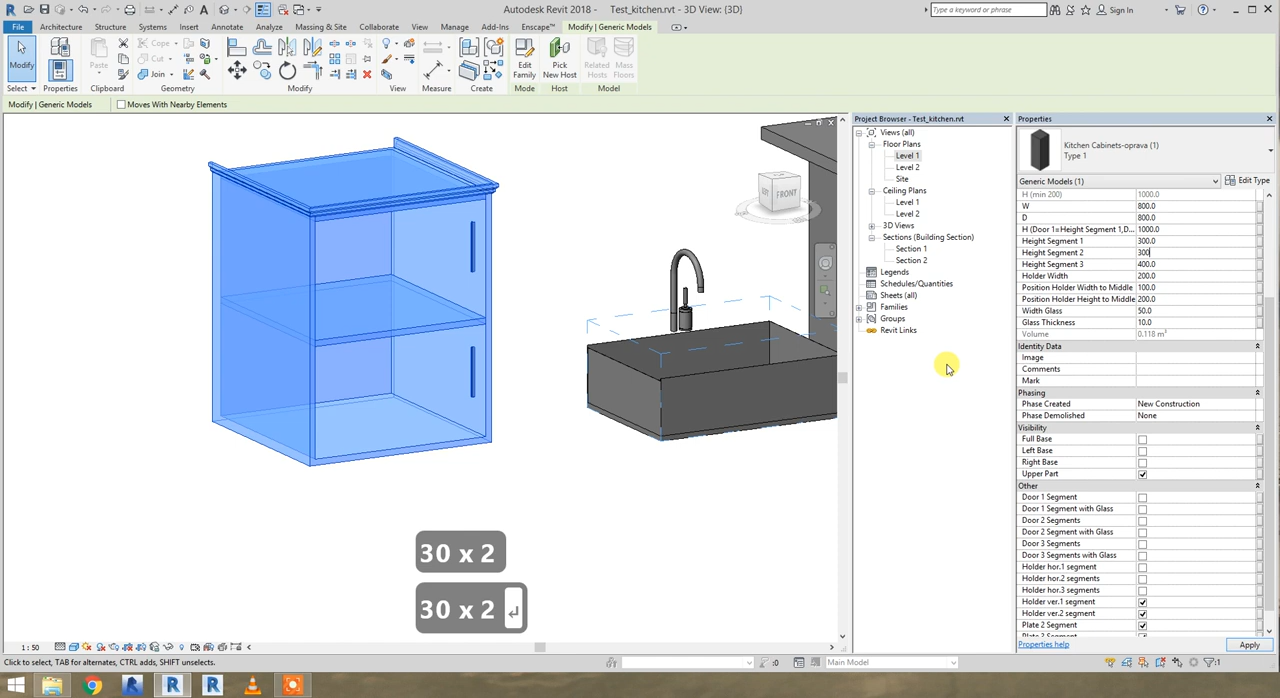 Autodesk Revit 2018 - Test_kitchen.rvt - 3D View: {3D}
Type a keyword or phrase
Sign In
File Architecture Structure Systems Insert Annotate Analyze Massing & Site Collaborate View Manage Add-Ins Enscape™ Modify | Generic Models
Modify
Properties
Paste
Cope
Cut
Join
Edit Family
Pick New Host
Related Hosts
Mass Floors
Select Properties Clipboard Geometry Modify View Measure Create Mode Host Model
Modify | Generic Models
Moves With Nearby Elements
FRONT
Project Browser - Test_kitchen.rvt
Views (all)
Floor Plans
Level 1
Level 2
Site
Ceiling Plans
Level 1
Level 2
3D Views
Sections (Building Section)
Section 1
Section 2
Legends
Schedules/Quantities
Sheets (all)
Families
Groups
Revit Links
Properties
Kitchen Cabinets-oprava (1)
Type 1
Generic Models (1)
Edit Type
H (min 200) 1000.0
W 800.0
D 800.0
H (Door 1=Height Segment 1,D... 1000.0
Height Segment 1 300.0
Height Segment 2 300
Height Segment 3 400.0
Holder Width 200.0
Position Holder Width to Middle 100.0
Position Holder Height to Middle 200.0
Width Glass 50.0
Glass Thickness 10.0
Volume 0.118 m³
Identity Data
Image
Comments
Mark
Phasing
Phase Created New Construction
Phase Demolished None
Visibility
Full Base
Left Base
Right Base
Upper Part
Other
Door 1 Segment
Door 1 Segment with Glass
Door 2 Segments
Door 2 Segment with Glass
Door 3 Segments
Door 3 Segments with Glass
Holder hor.1 segment
Holder hor.2 segments
Holder hor.3 segments
Holder ver.1 segment
Holder ver.2 segment
Plate 2 Segment
Properties help
Apply
30 x 2
30 x 2 ↵
1 : 50
Click to select, TAB for alternates, CTRL adds, SHIFT unselects.
:0
Main Model
:1